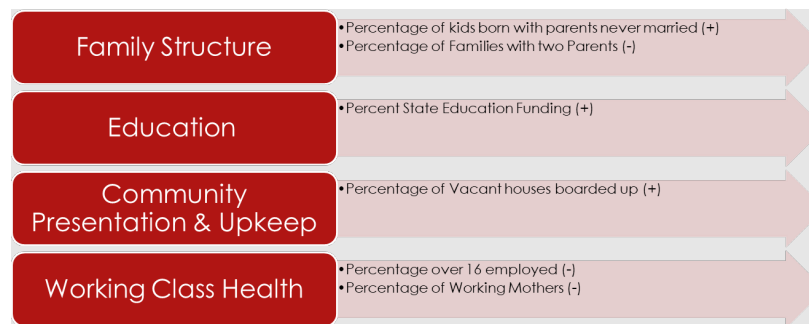 Family Structure
•Percentage of kids born with parents never married (+)
•Percentage of Families with two Parents (-)
Education
•Percent State Education Funding (+)
Community
Presentation & Upkeep
•Percentage of Vacant houses boarded up (+)
Working Class Health
•Percentage over 16 employed (-)
•Percentage of Working Mothers (-)